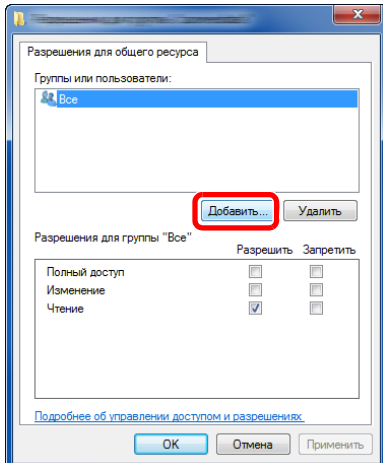 Разрешения для общего ресурса
Группы или пользователи:
Все
Добавить... Удалить
Разрешения для группы "Все"
Разрешить Запретить
Полный доступ
Изменение
Чтение
Подробнее об управлении доступом и разрешениях
OK Отмена Применить